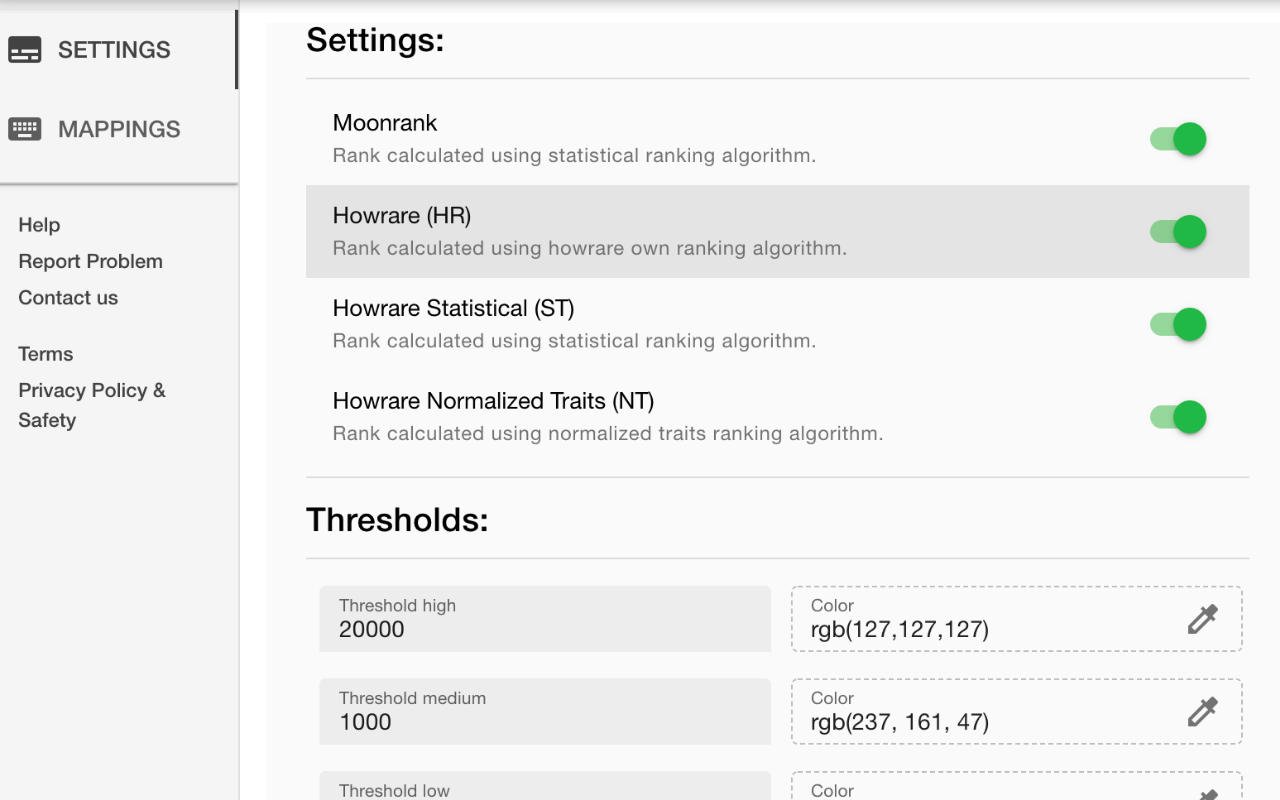 SETTINGS
MAPPINGS
Help
Report Problem
Contact us
Terms
Privacy Policy &
Safety
Settings:
Moonrank
Rank calculated using statistical ranking algorithm.
Howrare (HR)
Rank calculated using howrare own ranking algorithm.
Howrare Statistical (ST)
Rank calculated using statistical ranking algorithm.
Howrare Normalized Traits (NT)
Rank calculated using normalized traits ranking algorithm.
Thresholds:
Threshold high
20000
Color
rgb(127,127,127)
Threshold medium
1000
Color
rgb(237, 161, 47)
Threshold low
Color